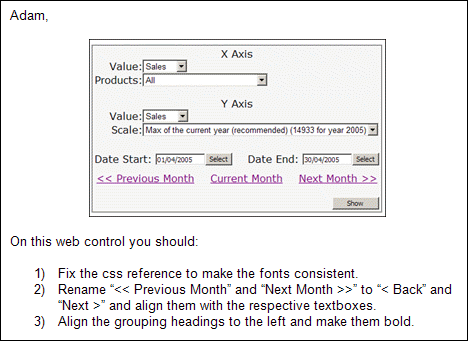 Adam,
X Axis
Value: Sales
Products: All
Y Axis
Value: Sales
Scale: Max of the current year (recommended) (14933 for year 2005)
Date Start: 01/04/2005 Select Date End: 30/04/2005 Select
<< Previous Month Current Month Next Month >>
Show
On this web control you should:
1) Fix the css reference to make the fonts consistent.
2) Rename “<< Previous Month” and “Next Month >>” to “< Back” and
“Next >” and align them with the respective textboxes.
3) Align the grouping headings to the left and make them bold.